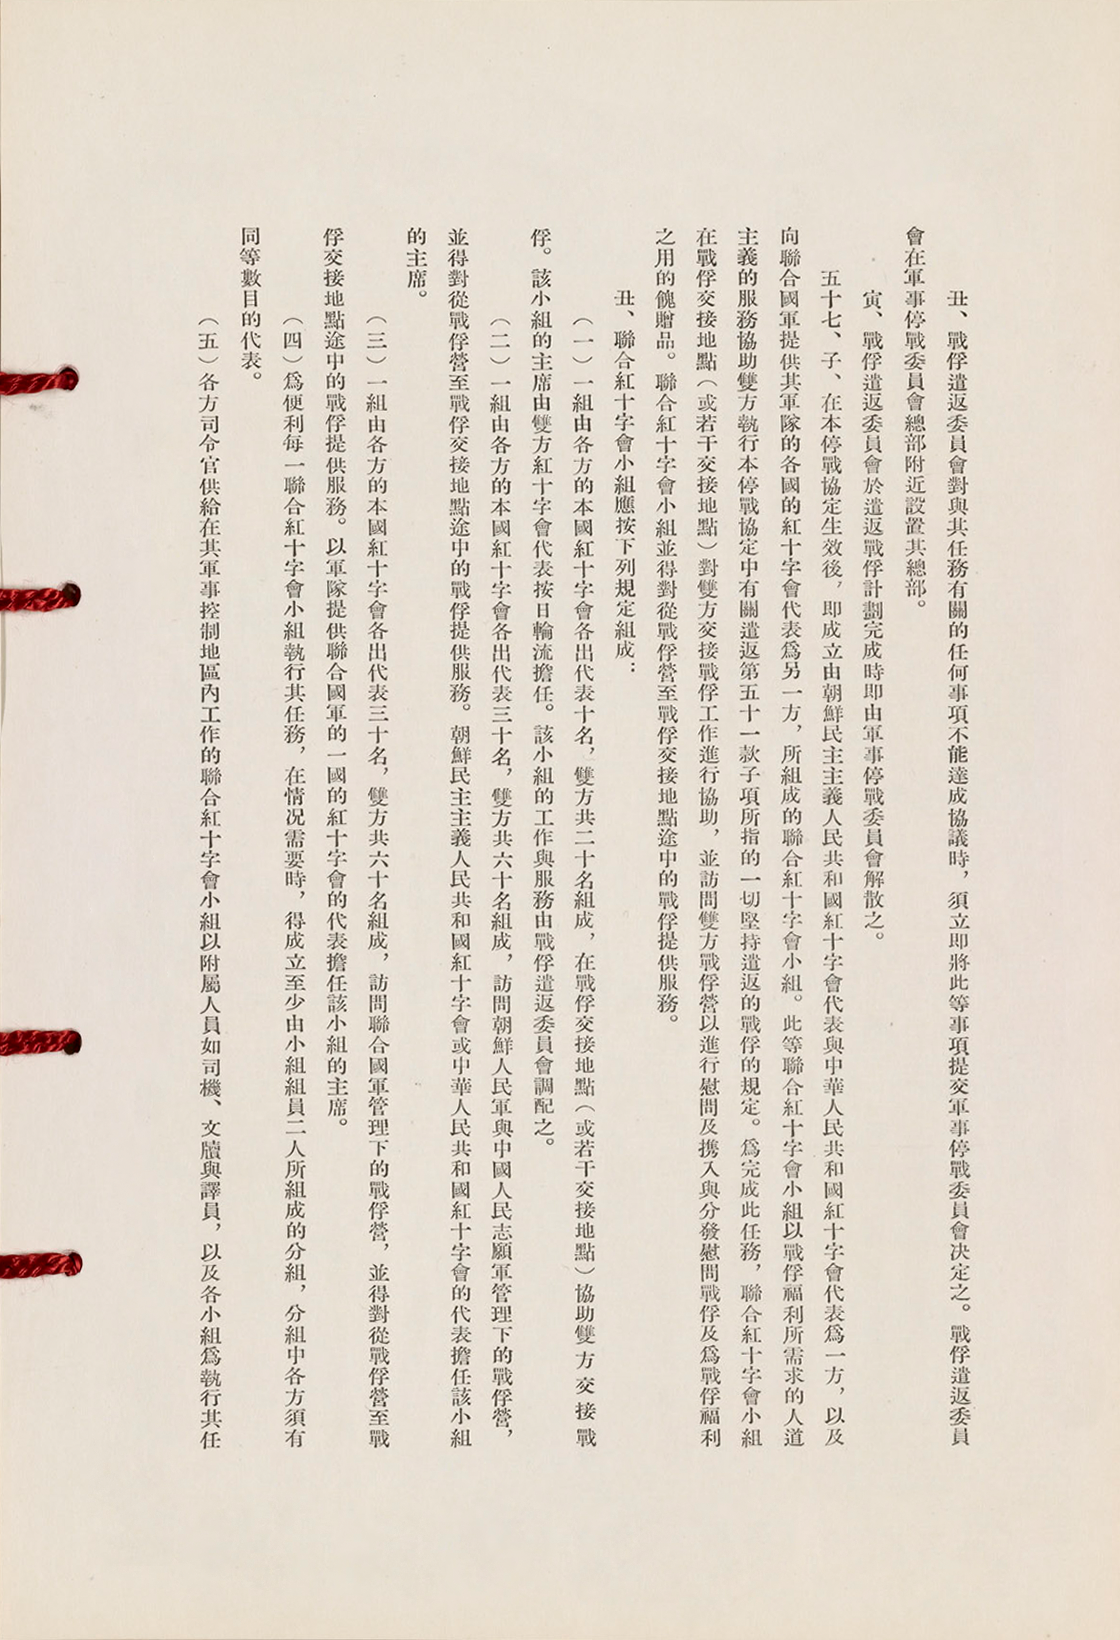 丑、戰俘遣返委員會對與其任務有關的任何事項不能達成協議時，須立即將此等事項提交軍事停戰委員會决定之。戰俘遣返委員
會在軍事停戰委員會總部附近設置其總部。
寅、戰俘遣返委員會於遣返戰俘計劃完成時即由軍事停戰委員會解散之。
五十七、子、在本停戰協定生效後，即成立由朝鮮民主主義人民共和國紅十字會代表與中華人民共和國紅十字會代表爲一方，以及
向聯合國軍提供其軍隊的各國的紅十字會代表爲另一方，所組成的聯合紅十字會小組。此等聯合紅十字會小組以戰俘福利所需求的人道
主義的服務協助雙方執行本停戰協定中有關遣返第五十一款子項所指的一切堅持遣返的戰俘的規定。爲完成此任務，聯合紅十字會小組
在戰俘交接地點（或若干交接地點）對雙方交接戰俘工作進行協助，並訪問雙方戰俘營以進行慰問及携入與分發慰問戰俘及爲戰俘福利
之用的餽贈品。聯合紅十字會小組並得對從戰俘營至戰俘交接地點途中的戰俘提供服務。
丑、聯合紅十字會小組應按下列規定組成：
（一）一組由各方的本國紅十字會各出代表十名，雙方共二十名組成，在戰俘交接地點（或若干交接地點）協助雙方交接戰
俘。該小組的主席由雙方紅十字會代表按日輪流擔任。該小組的工作與服務由戰俘遣返委員會調配之。
（二）一組由各方的本國紅十字會各出代表三十名，雙方共六十名組成，訪問朝鮮人民軍與中國人民志願軍管理下的戰俘營，
並得對從戰俘營至戰俘交接地點途中的戰俘提供服務。朝鮮民主主義人民共和國紅十字會或中華人民共和國紅十字會的代表擔任該小組
的主席。
（三）一組由各方的本國紅十字會各出代表三十名，雙方共六十名組成，訪問聯合國軍管理下的戰俘營，並得對從戰俘營至戰
俘交接地點途中的戰俘提供服務。以軍隊提供聯合國軍的一國的紅十字會的代表擔任該小組的主席。
（四）爲便利每一聯合紅十字會小組執行其任務，在情况需要時，得成立至少由小組組員二人所組成的分組，分組中各方須有
同等數目的代表。
（五）各方司令官供給在其軍事控制地區內工作的聯合紅十字會小組以附屬人員如司機、文牘與譯員，以及各小組爲執行其任